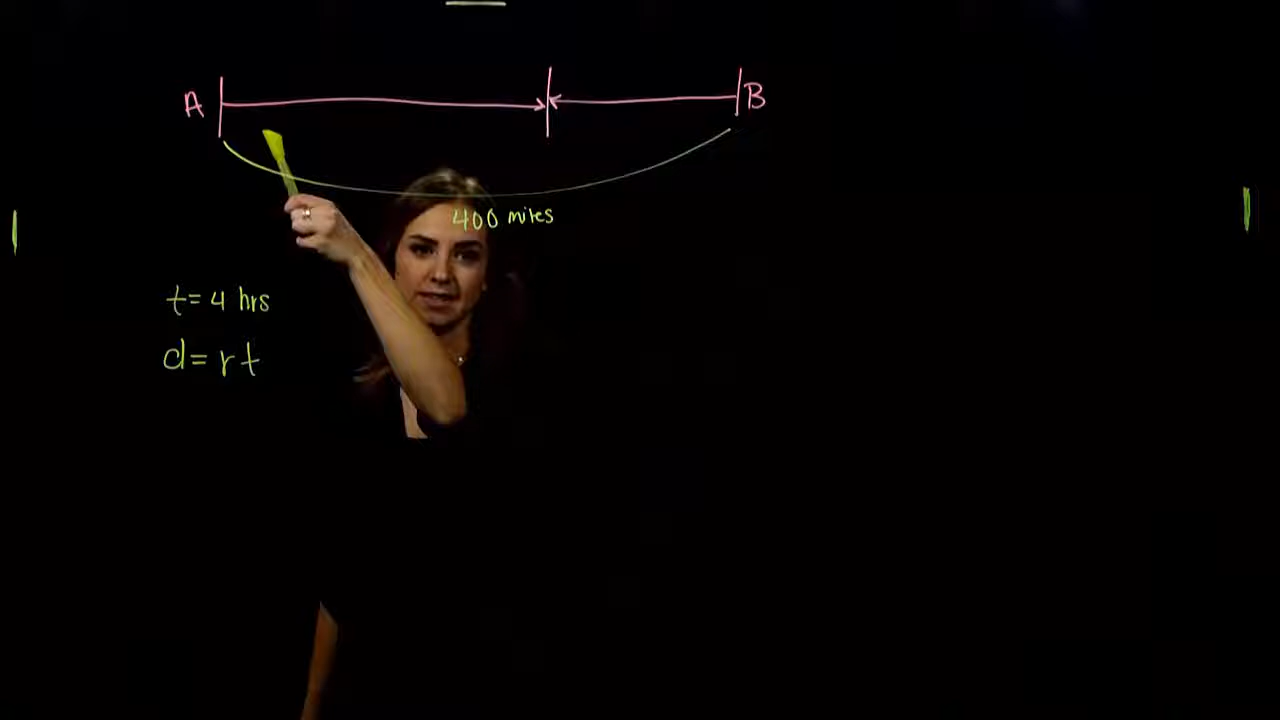 A B
400 miles
t = 4 hrs
d = r t